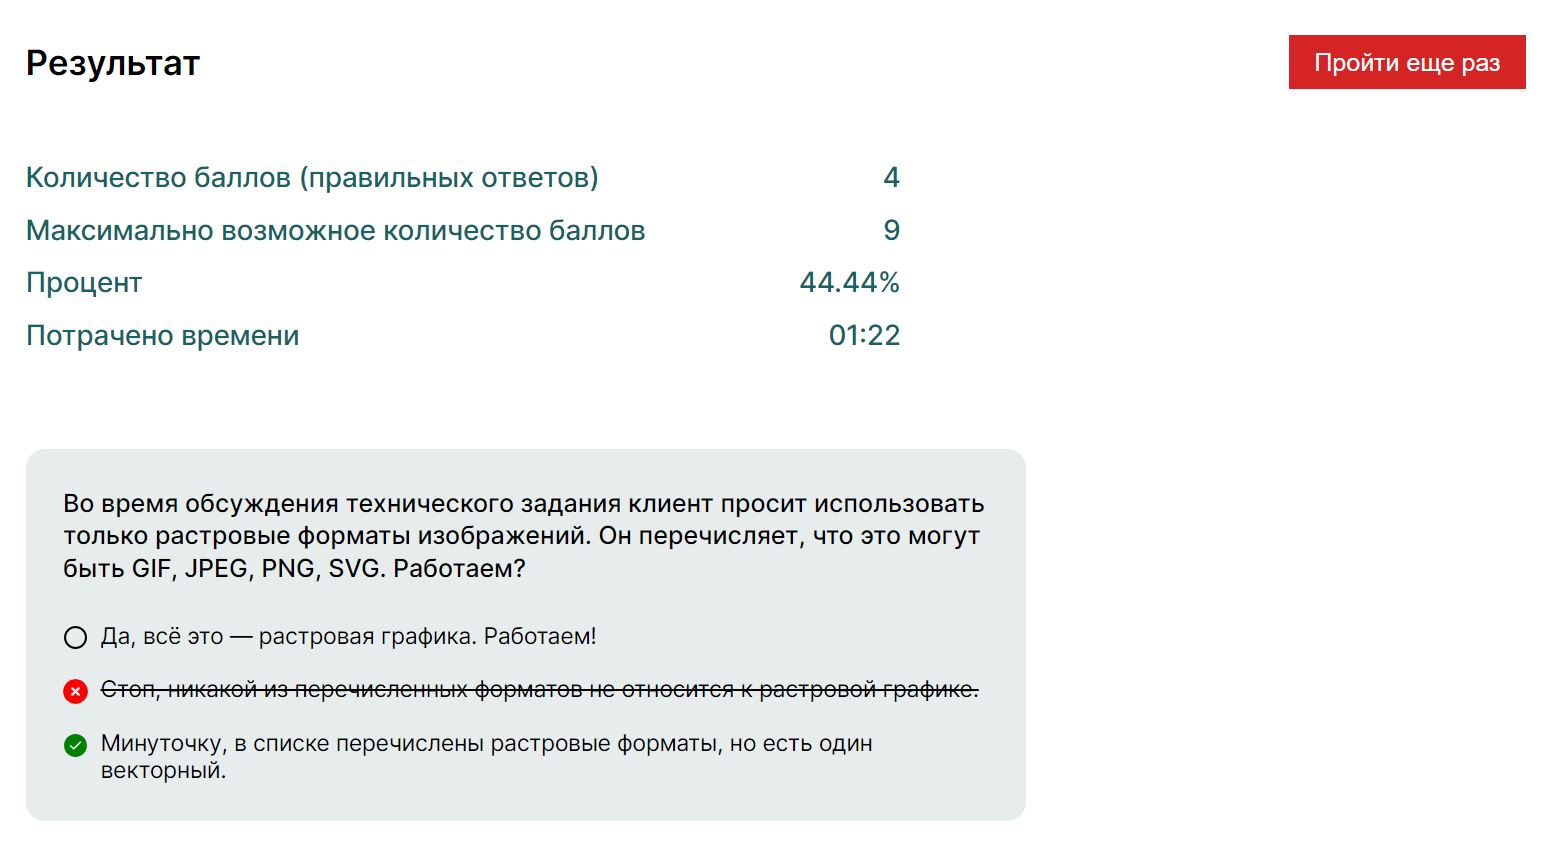 Результат
Пройти еще раз
Количество баллов (правильных ответов) 4
Максимально возможное количество баллов 9
Процент 44.44%
Потрачено времени 01:22
Во время обсуждения технического задания клиент просит использовать
только растровые форматы изображений. Он перечисляет, что это могут
быть GIF, JPEG, PNG, SVG. Работаем?
Да, всё это — растровая графика. Работаем!
Стоп, никакой из перечисленных форматов не относится к растровой графике.
Минуточку, в списке перечислены растровые форматы, но есть один
векторный.